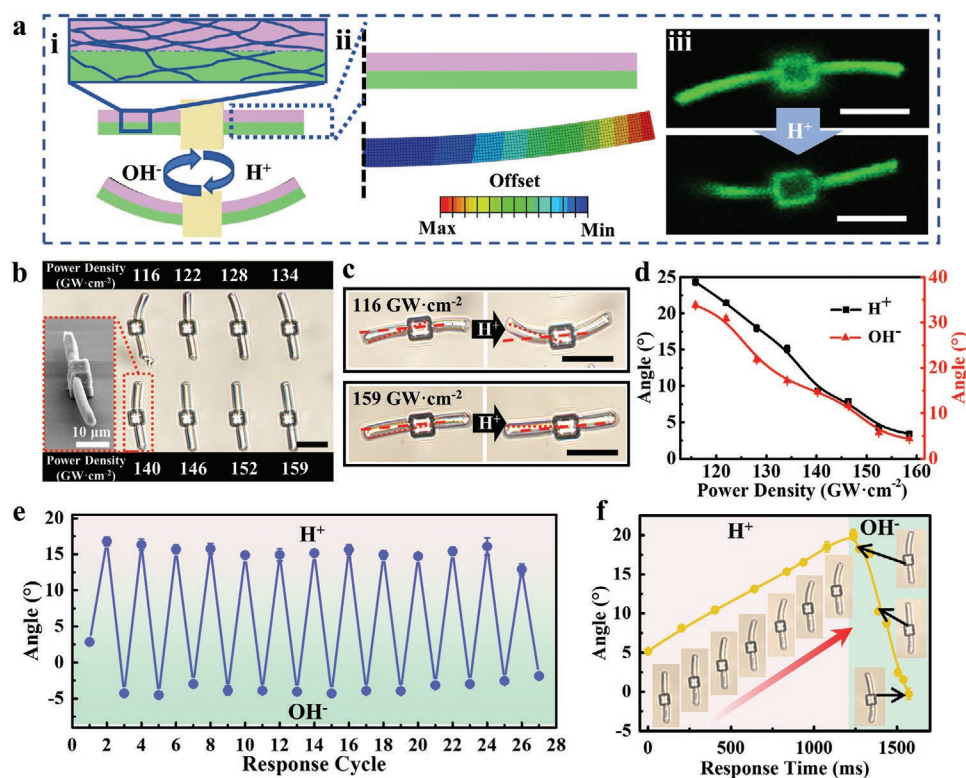 a
i
ii
iii
OH-
H+
Offset
Max
Min
H+
b
Power Density
(GW·cm-2)
116 122 128 134
10 μm
Power Density
(GW·cm-2)
140 146 152 159
c
116 GW·cm-2
H+
159 GW·cm-2
H+
d
Angle (°)
25
20
15
10
5
0
H+
OH-
40
30
20
10
0
Angle (°)
120 130 140 150 160
Power Density (GW·cm-2)
e
Angle (°)
20
15
10
5
0
-5
-10
H+
OH-
0 2 4 6 8 10 12 14 16 18 20 22 24 26 28
Response Cycle
f
H+
OH-
Angle (°)
20
15
10
5
0
-5
0 500 1000 1500
Response Time (ms)